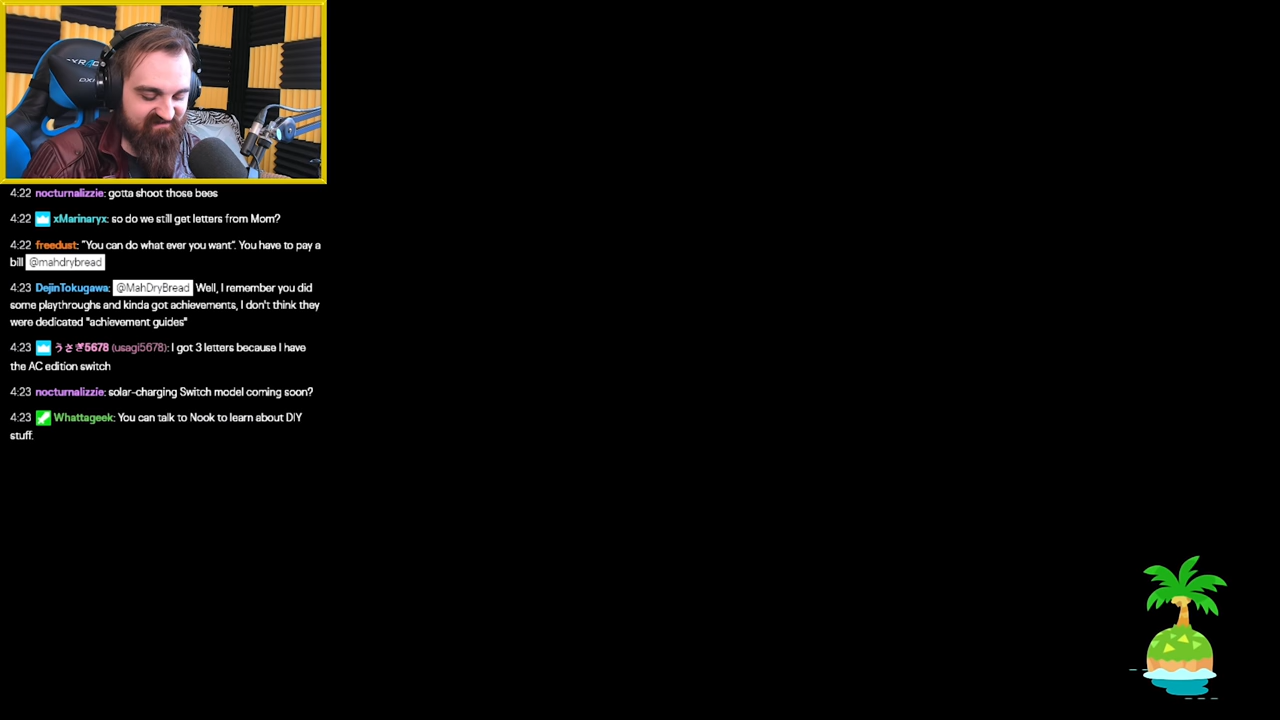 4:22 nocturnalizzie: gotta shoot those bees
4:22 xMarinaryx: so do we still get letters from Mom?
4:22 freedust: "You can do what ever you want". You have to pay a
bill @mahdrybread
4:23 DejinTokugawa: @MahDryBread Well, I remember you did
some playthroughs and kinda got achievements, I don't think they
were dedicated "achievement guides"
4:23 うさぎ5678 (usagi5678): I got 3 letters because I have
the AC edition switch
4:23 nocturnalizzie: solar-charging Switch model coming soon?
4:23 Whattageek: You can talk to Nook to learn about DIY
stuff.